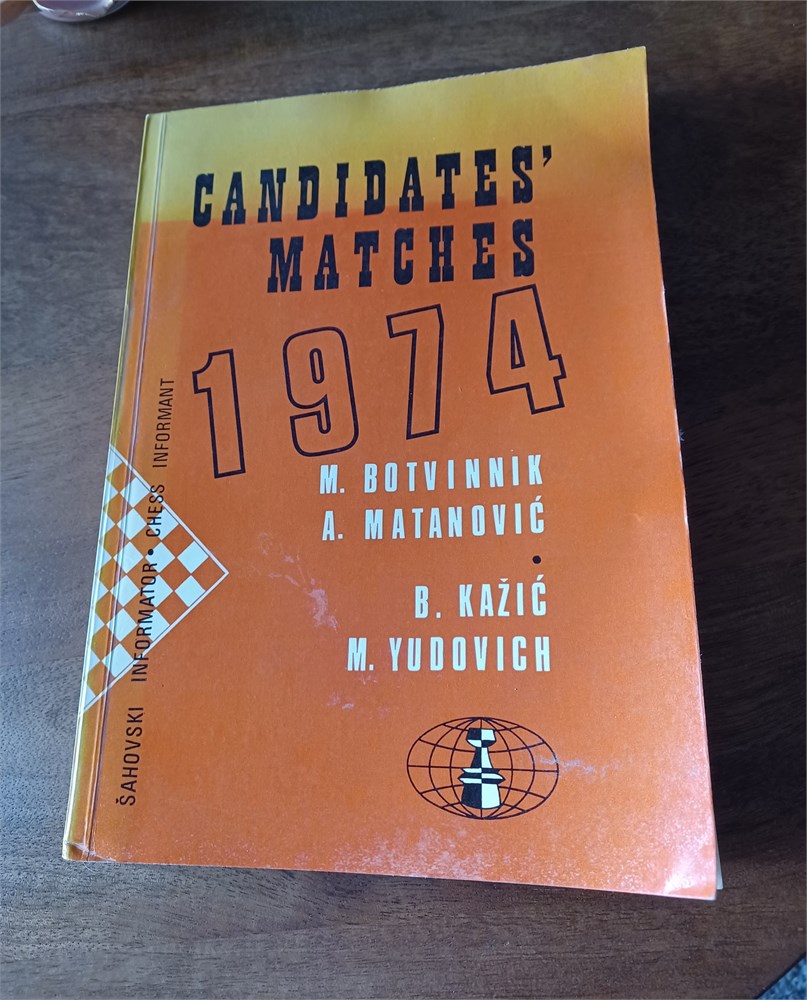 CANDIDATES'
MATCHES
1974
M. BOTVINNIK
A. MATANOVIĆ
•
B. KAŽIĆ
M. YUDOVICH
ŠAHOVSKI INFORMATOR • CHESS INFORMANT